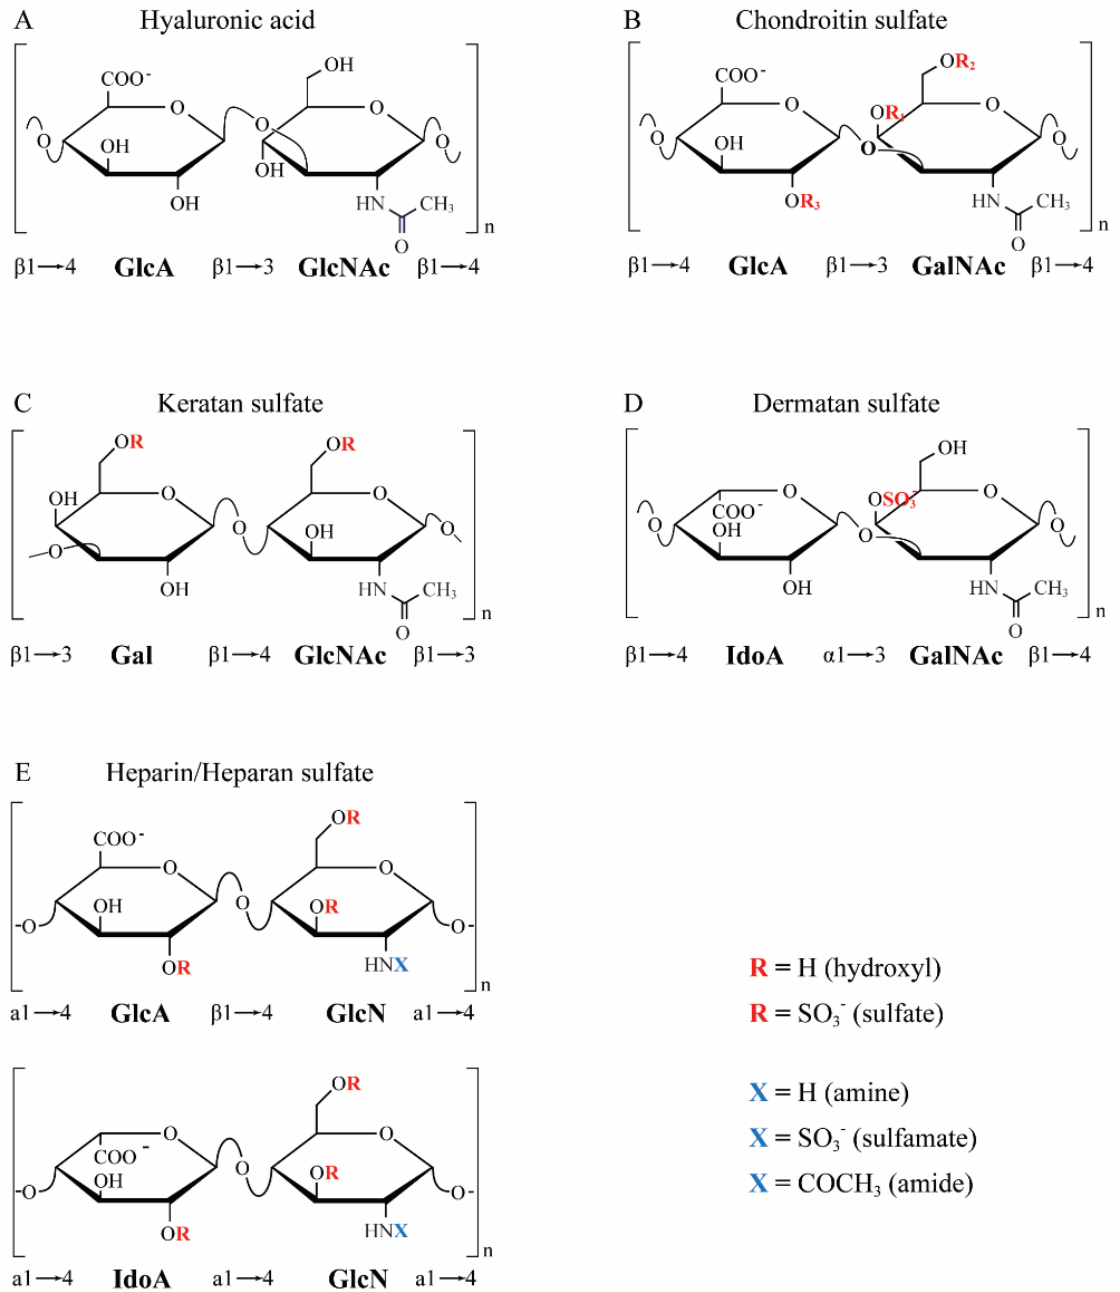 A Hyaluronic acid
COO⁻ O OH OH O O OH OH O HN CH₃ O O n
β1→4 GlcA β1→3 GlcNAc β1→4
B Chondroitin sulfate
COO⁻ O OH OR₃ O O OR₁ OR₂ O HN CH₃ O O n
β1→4 GlcA β1→3 GalNAc β1→4
C Keratan sulfate
OR O OH O OH O OR O OH HN CH₃ O O n
β1→3 Gal β1→4 GlcNAc β1→3
D Dermatan sulfate
O COO⁻ OH OH O O OSO₃⁻ OH O HN CH₃ O O n
β1→4 IdoA α1→3 GalNAc β1→4
E Heparin/Heparan sulfate
COO⁻ O OH OR -O O OR O OR HNX O- n
a1→4 GlcA β1→4 GlcN a1→4
O COO⁻ OH OR -O O OR O OR HNX O- n
a1→4 IdoA a1→4 GlcN a1→4
R = H (hydroxyl)
R = SO₃⁻ (sulfate)
X = H (amine)
X = SO₃⁻ (sulfamate)
X = COCH₃ (amide)